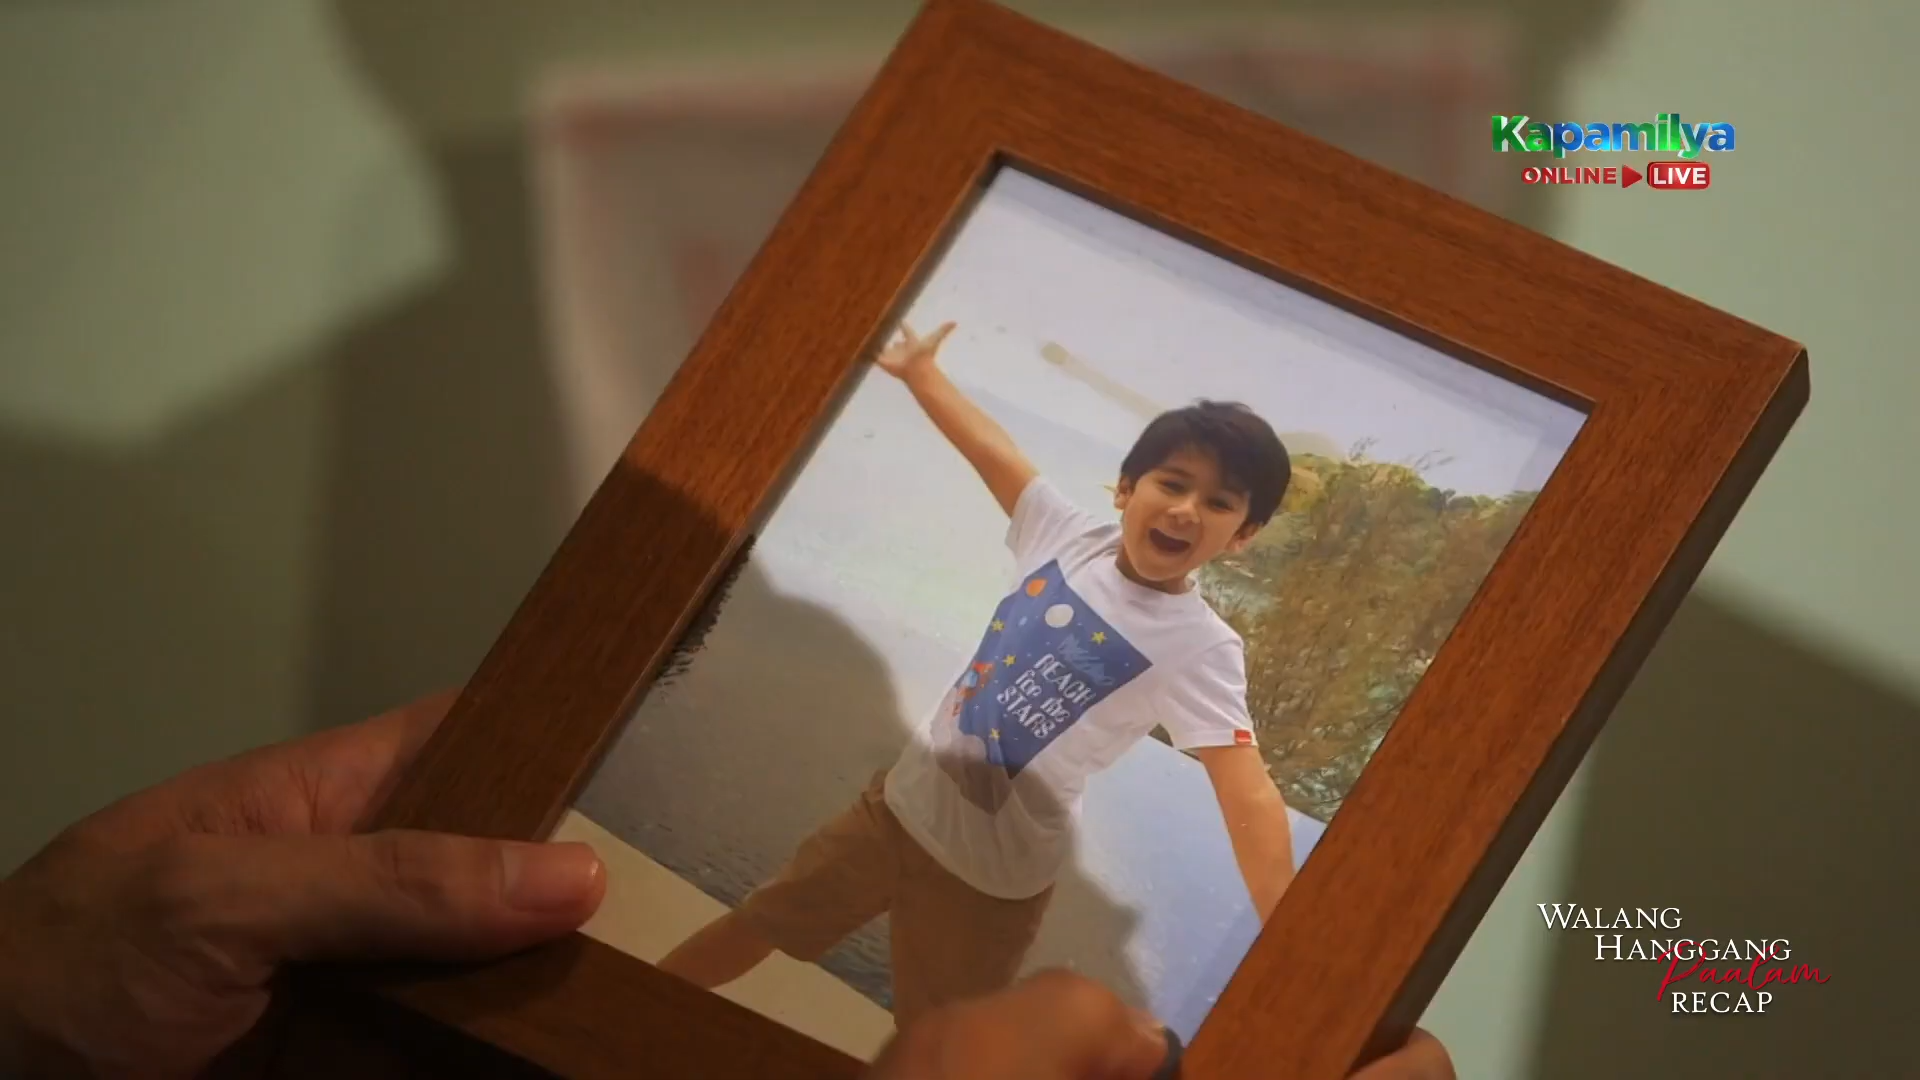 Kapamilya
ONLINE LIVE
REACH
for the
STARS
WALANG
HANGGANG
Paalam
RECAP